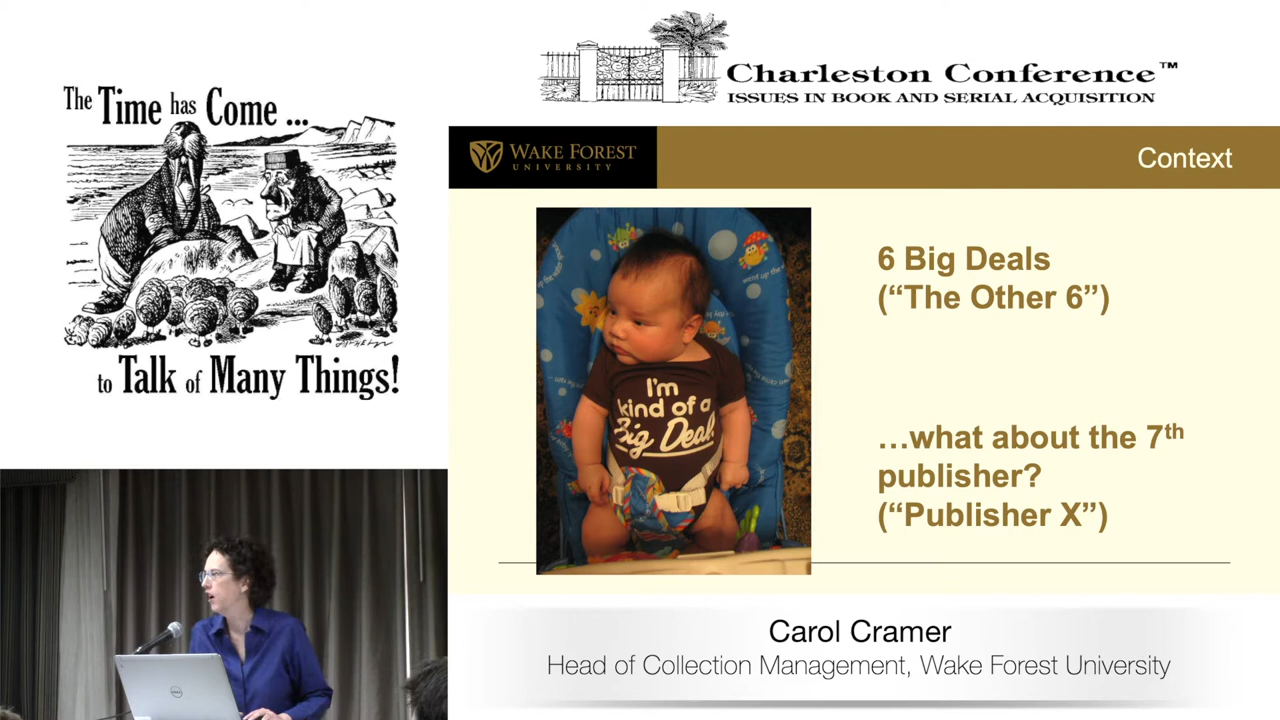 The Time has Come ...
to Talk of Many Things!
Charleston Conference™
ISSUES IN BOOK AND SERIAL ACQUISITION
WAKE FOREST
UNIVERSITY
Context
I'm
kind of a
Big Deal
6 Big Deals
(“The Other 6”)
…what about the 7th
publisher?
(“Publisher X”)
DELL
Carol Cramer
Head of Collection Management, Wake Forest University